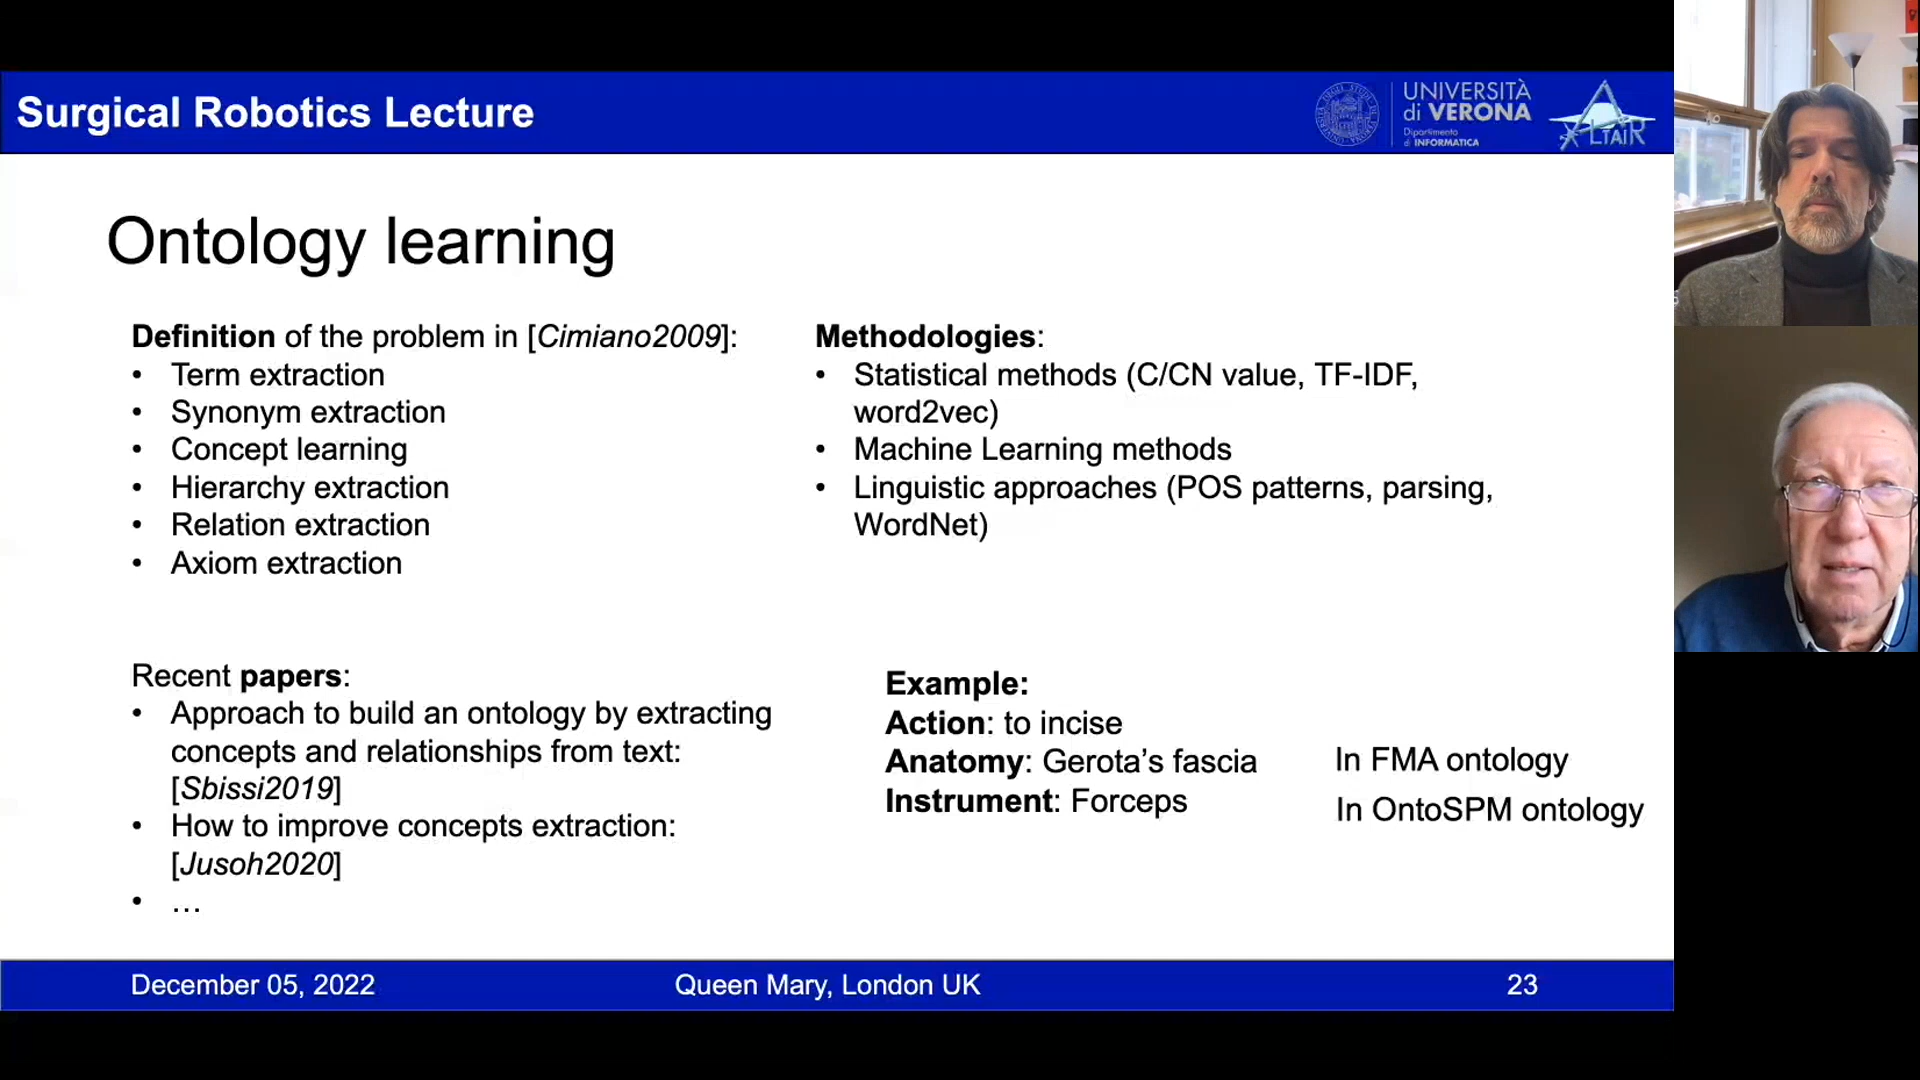 Surgical Robotics Lecture
UNIVERSITÀ
di VERONA
Dipartimento
di INFORMATICA
ALTAIR
Ontology learning
Definition of the problem in [Cimiano2009]:
• Term extraction
• Synonym extraction
• Concept learning
• Hierarchy extraction
• Relation extraction
• Axiom extraction
Methodologies:
• Statistical methods (C/CN value, TF-IDF,
word2vec)
• Machine Learning methods
• Linguistic approaches (POS patterns, parsing,
WordNet)
Recent papers:
• Approach to build an ontology by extracting
concepts and relationships from text:
[Sbissi2019]
• How to improve concepts extraction:
[Jusoh2020]
• …
Example:
Action: to incise
Anatomy: Gerota’s fascia
Instrument: Forceps
In FMA ontology
In OntoSPM ontology
December 05, 2022
Queen Mary, London UK
23